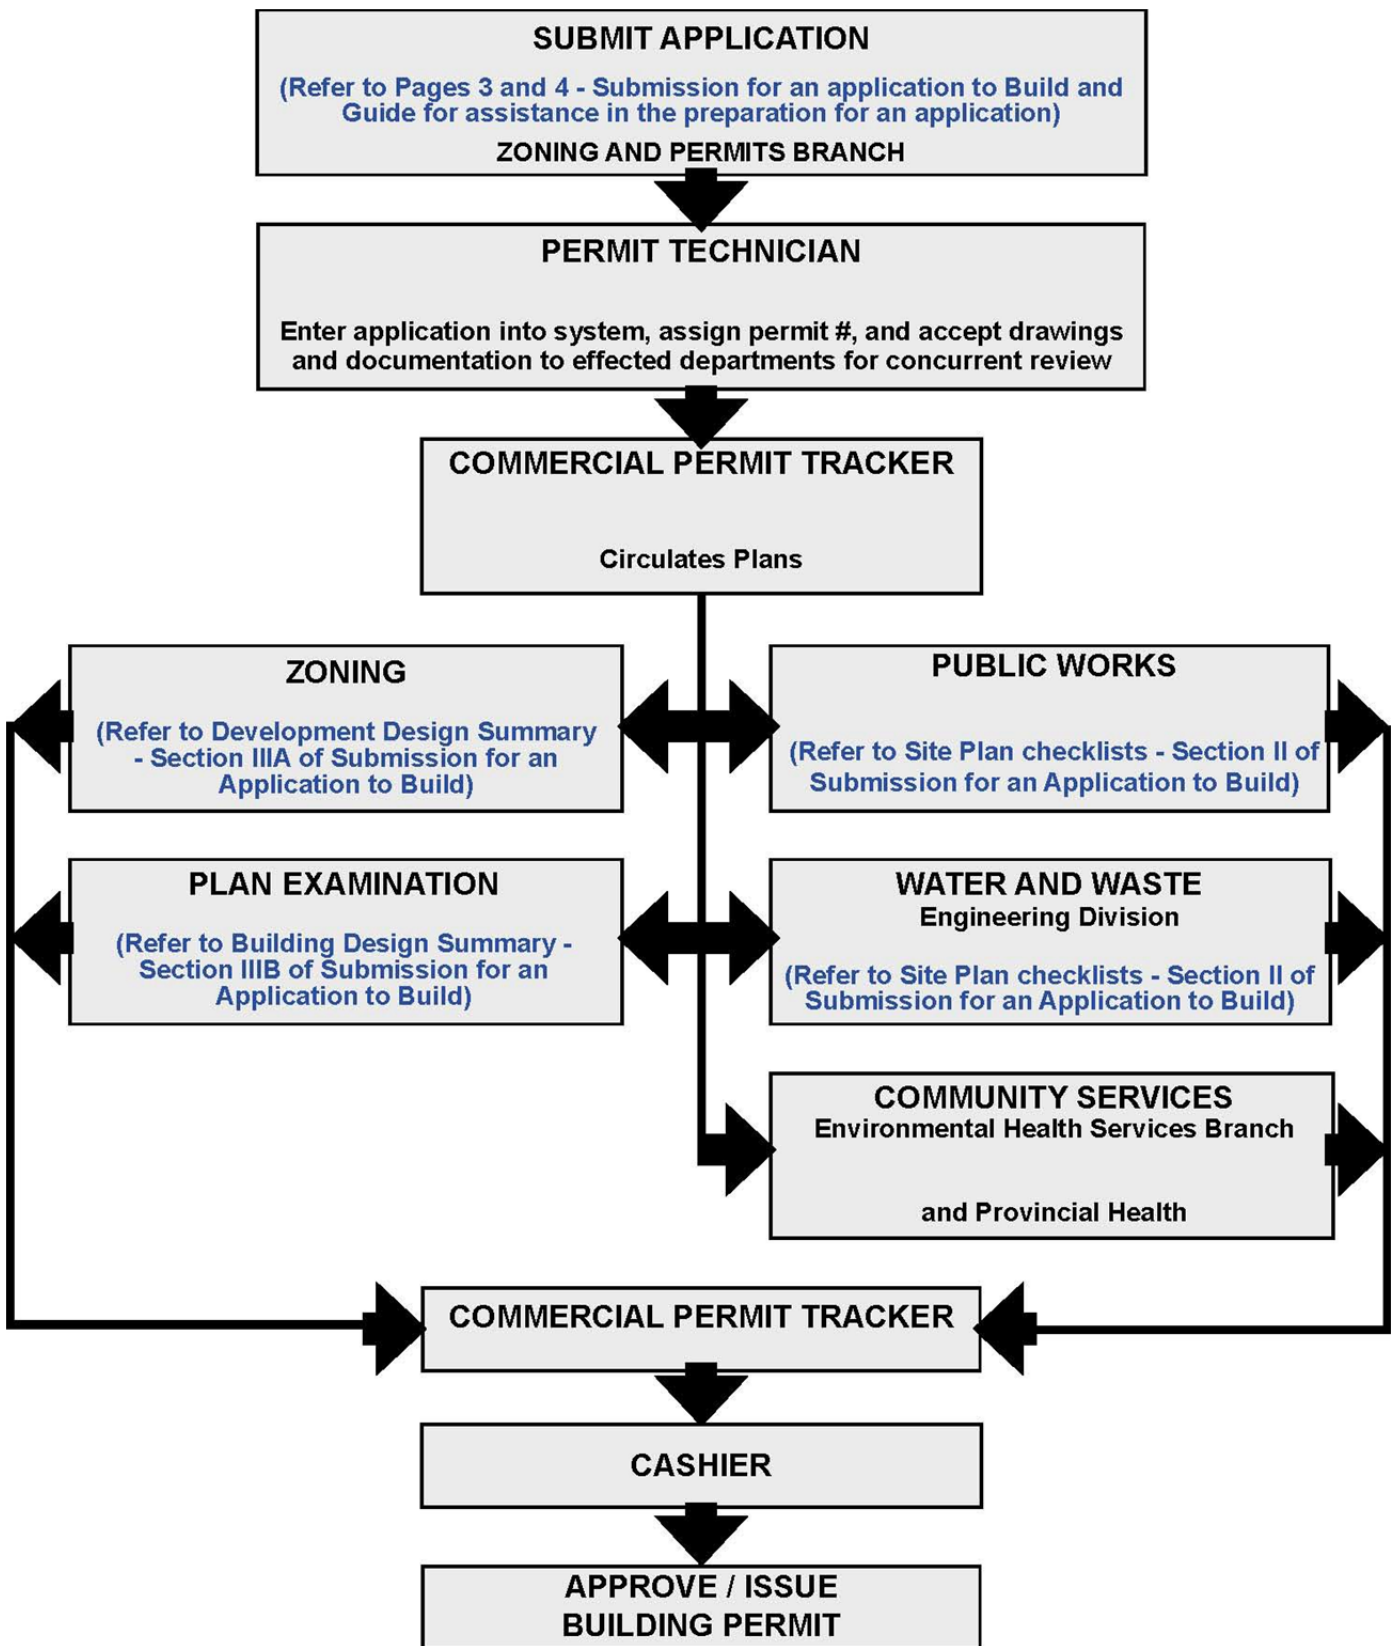 SUBMIT APPLICATION
(Refer to Pages 3 and 4 - Submission for an application to Build and
Guide for assistance in the preparation for an application)
ZONING AND PERMITS BRANCH
PERMIT TECHNICIAN
Enter application into system, assign permit #, and accept drawings
and documentation to effected departments for concurrent review
COMMERCIAL PERMIT TRACKER
Circulates Plans
ZONING
(Refer to Development Design Summary
- Section IIIA of Submission for an
Application to Build)
PUBLIC WORKS
(Refer to Site Plan checklists - Section II of
Submission for an Application to Build)
PLAN EXAMINATION
(Refer to Building Design Summary -
Section IIIB of Submission for an
Application to Build)
WATER AND WASTE
Engineering Division
(Refer to Site Plan checklists - Section II of
Submission for an Application to Build)
COMMUNITY SERVICES
Environmental Health Services Branch
and Provincial Health
COMMERCIAL PERMIT TRACKER
CASHIER
APPROVE / ISSUE
BUILDING PERMIT